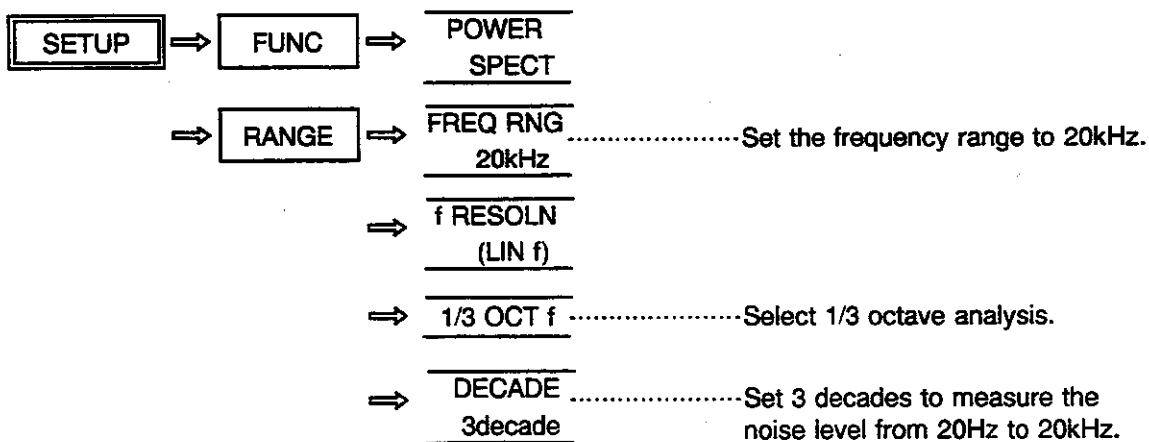 SETUP ⇒ FUNC ⇒ POWER
SPECT
⇒ RANGE ⇒ FREQ RNG ....................Set the frequency range to 20kHz.
20kHz
⇒ f RESOLN
(LIN f)
⇒ 1/3 OCT f ....................Select 1/3 octave analysis.
⇒ DECADE ....................Set 3 decades to measure the
3decade noise level from 20Hz to 20kHz.